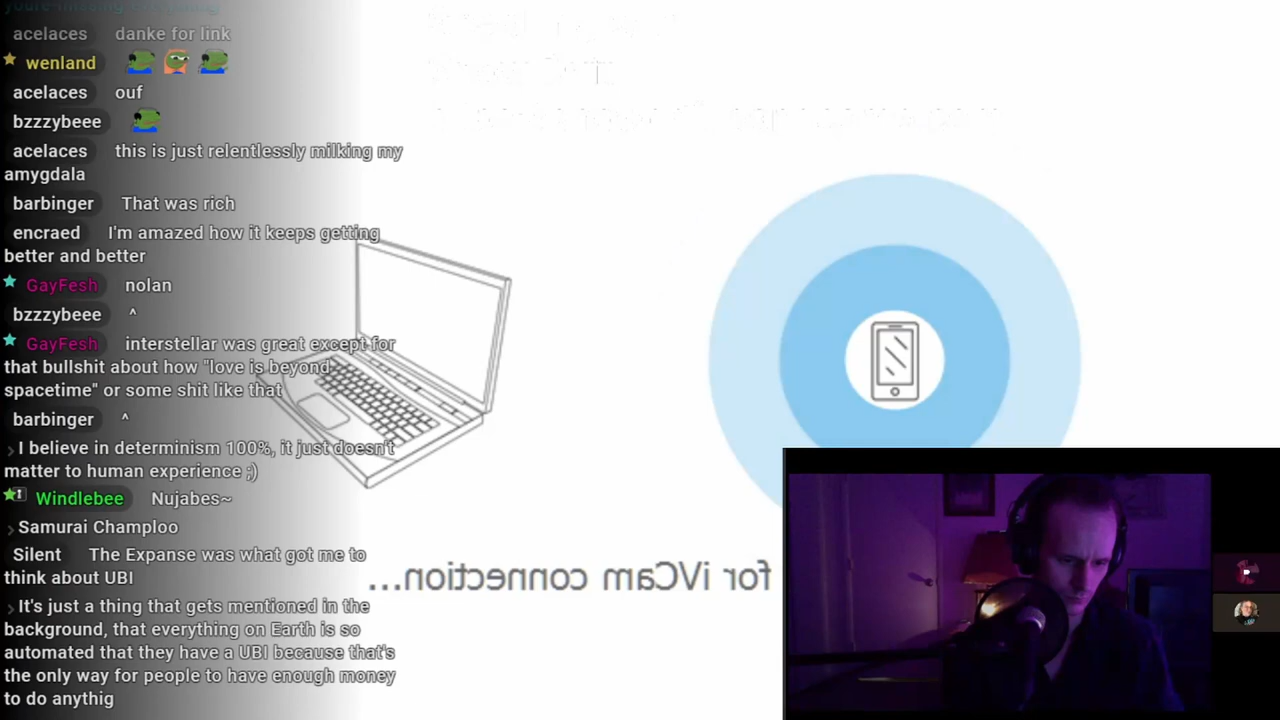 acelaces danke for link
wenland
acelaces ouf
bzzzybeee
acelaces this is just relentlessly milking my
amygdala
barbinger That was rich
encraed I'm amazed how it keeps getting
better and better
GayFesh nolan
bzzzybeee ^
GayFesh interstellar was great except for
that bullshit about how "love is beyond
spacetime" or some shit like that
barbinger ^
I believe in determinism 100%, it just doesn't
matter to human experience ;)
Windlebee Nujabes~
Samurai Champloo
Silent The Expanse was what got me to
think about UBI
It's just a thing that gets mentioned in the
background, that everything on Earth is so
automated that they have a UBI because that's
the only way for people to have enough money
to do anythig
for iVCam connection...